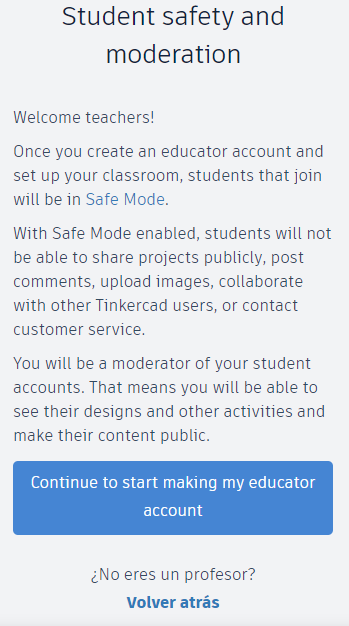 Student safety and
moderation
Welcome teachers!
Once you create an educator account and
set up your classroom, students that join
will be in Safe Mode.
With Safe Mode enabled, students will not
be able to share projects publicly, post
comments, upload images, collaborate
with other Tinkercad users, or contact
customer service.
You will be a moderator of your student
accounts. That means you will be able to
see their designs and other activities and
make their content public.
Continue to start making my educator
account
¿No eres un profesor?
Volver atrás